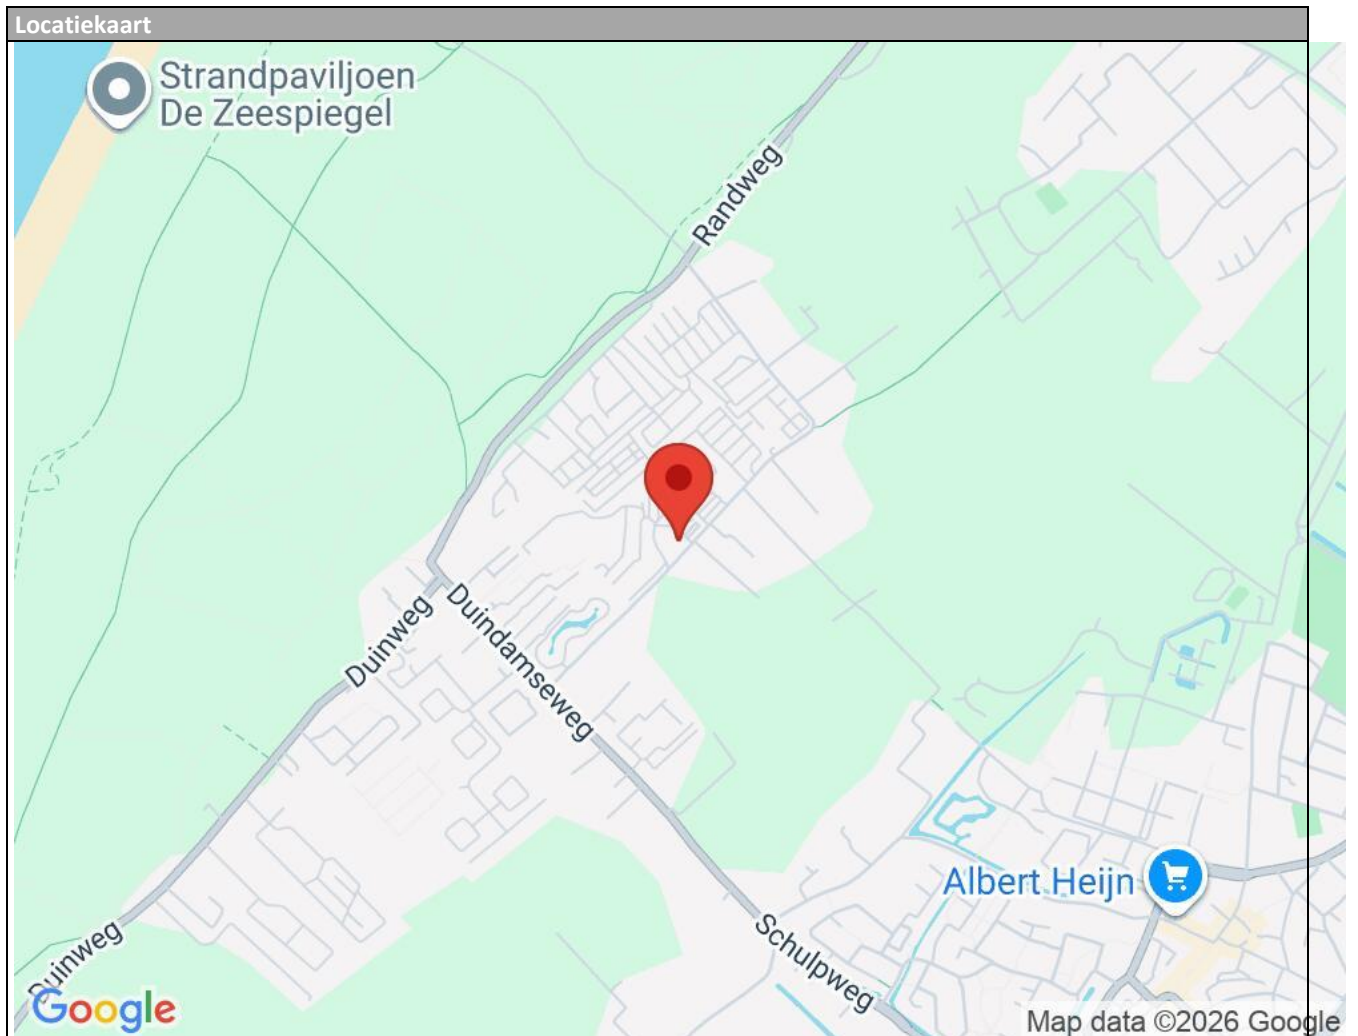 Locatiekaart
Strandpaviljoen
De Zeespiegel
Randweg
Duinweg
Duindamseweg
Albert Heijn
Schulpweg
Duinweg
Google
Map data ©2026 Google